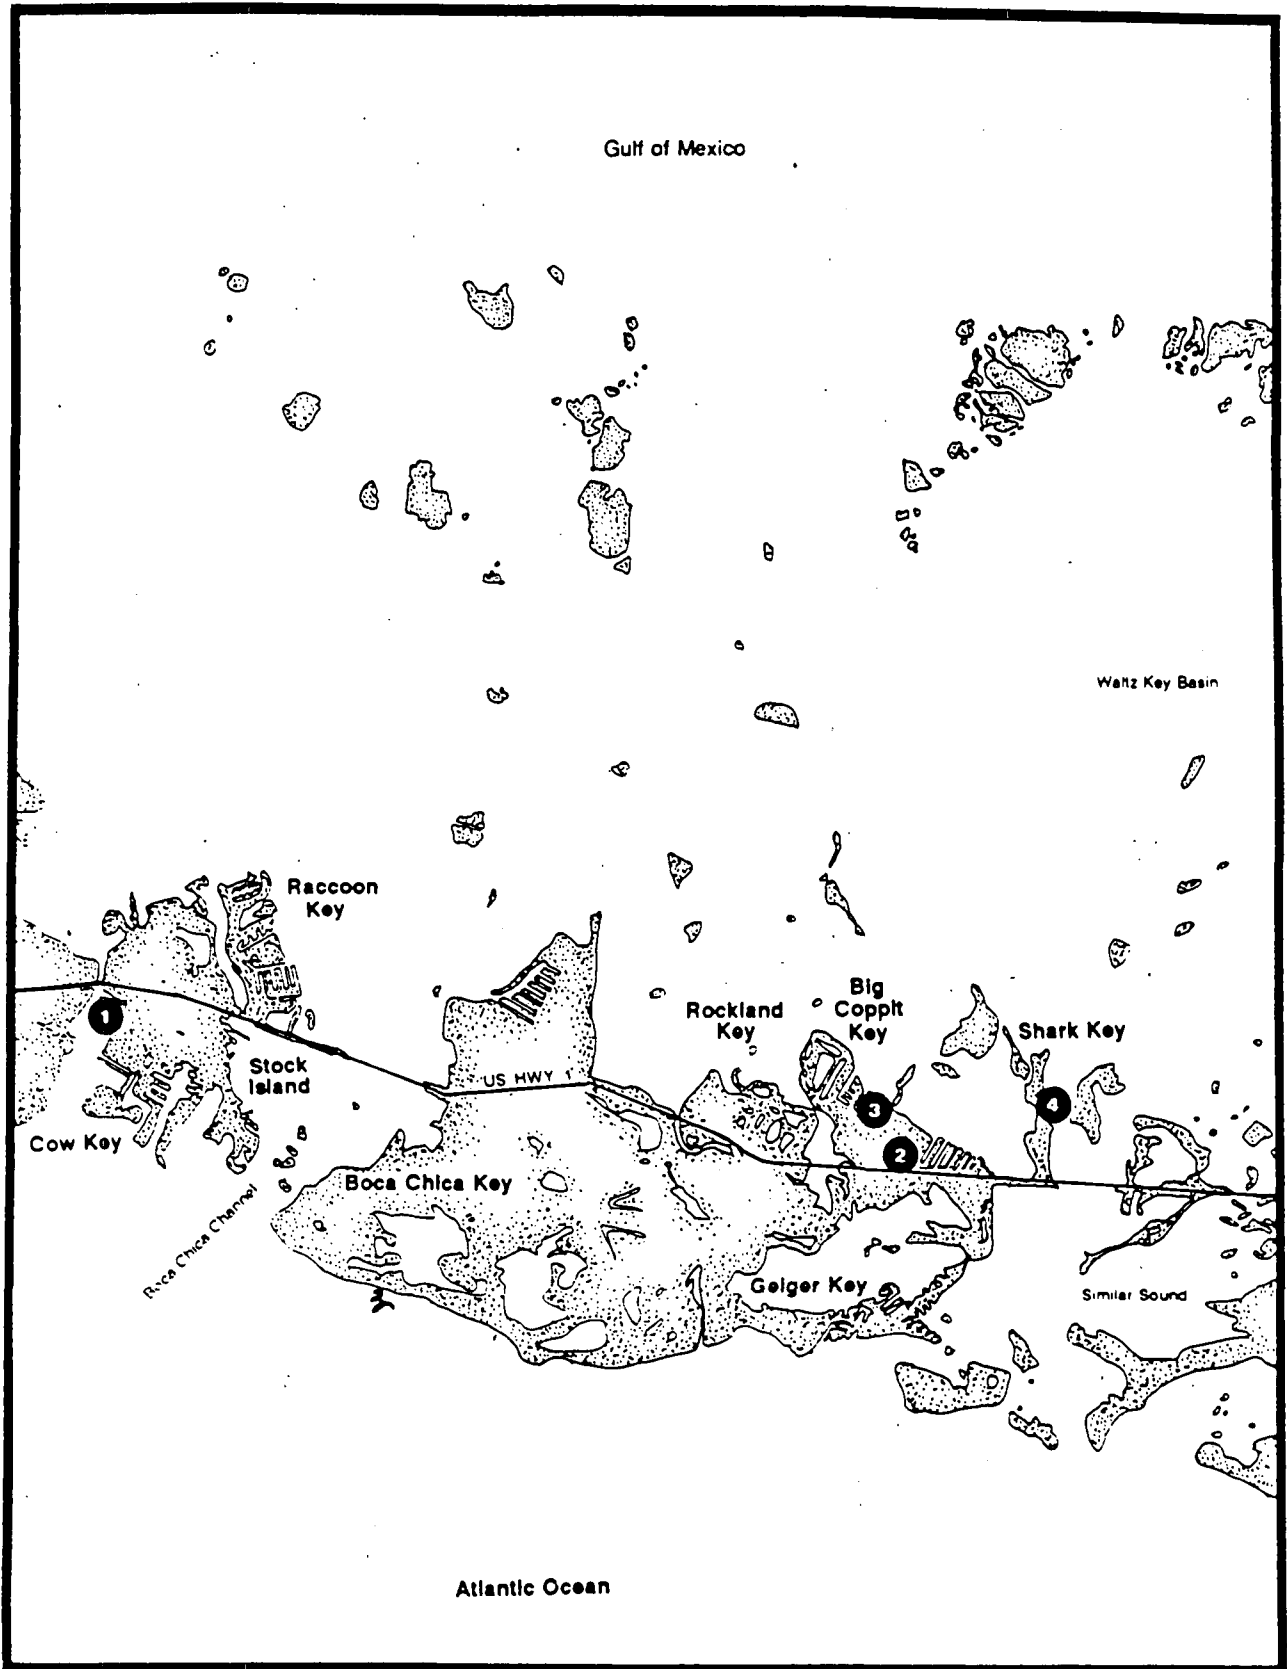 Gulf of Mexico
Waltz Key Basin
Raccoon
Key
Big
Coppit
Key
Rockland
Key
Shark Key
1
Stock
Island
US HWY 1
3
4
Cow Key
2
Boca Chica Key
Boca Chica Channel
Geiger Key
Similar Sound
Atlantic Ocean